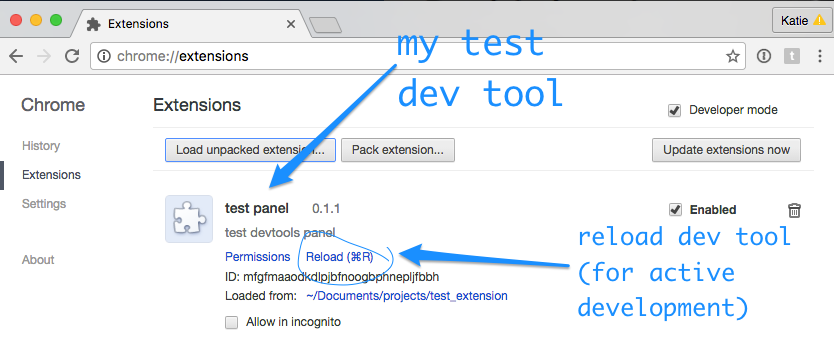 Extensions
Katie
chrome://extensions
my test
dev tool
Chrome
Extensions
Developer mode
History
Load unpacked extension...
Pack extension...
Update extensions now
Extensions
Settings
test panel 0.1.1
Enabled
test devtools panel
Permissions Reload (⌘R)
reload dev tool
(for active
development)
About
ID: mfgfmaaodkdlpjbfnoogbphnepljfbbh
Loaded from: ~/Documents/projects/test_extension
Allow in incognito